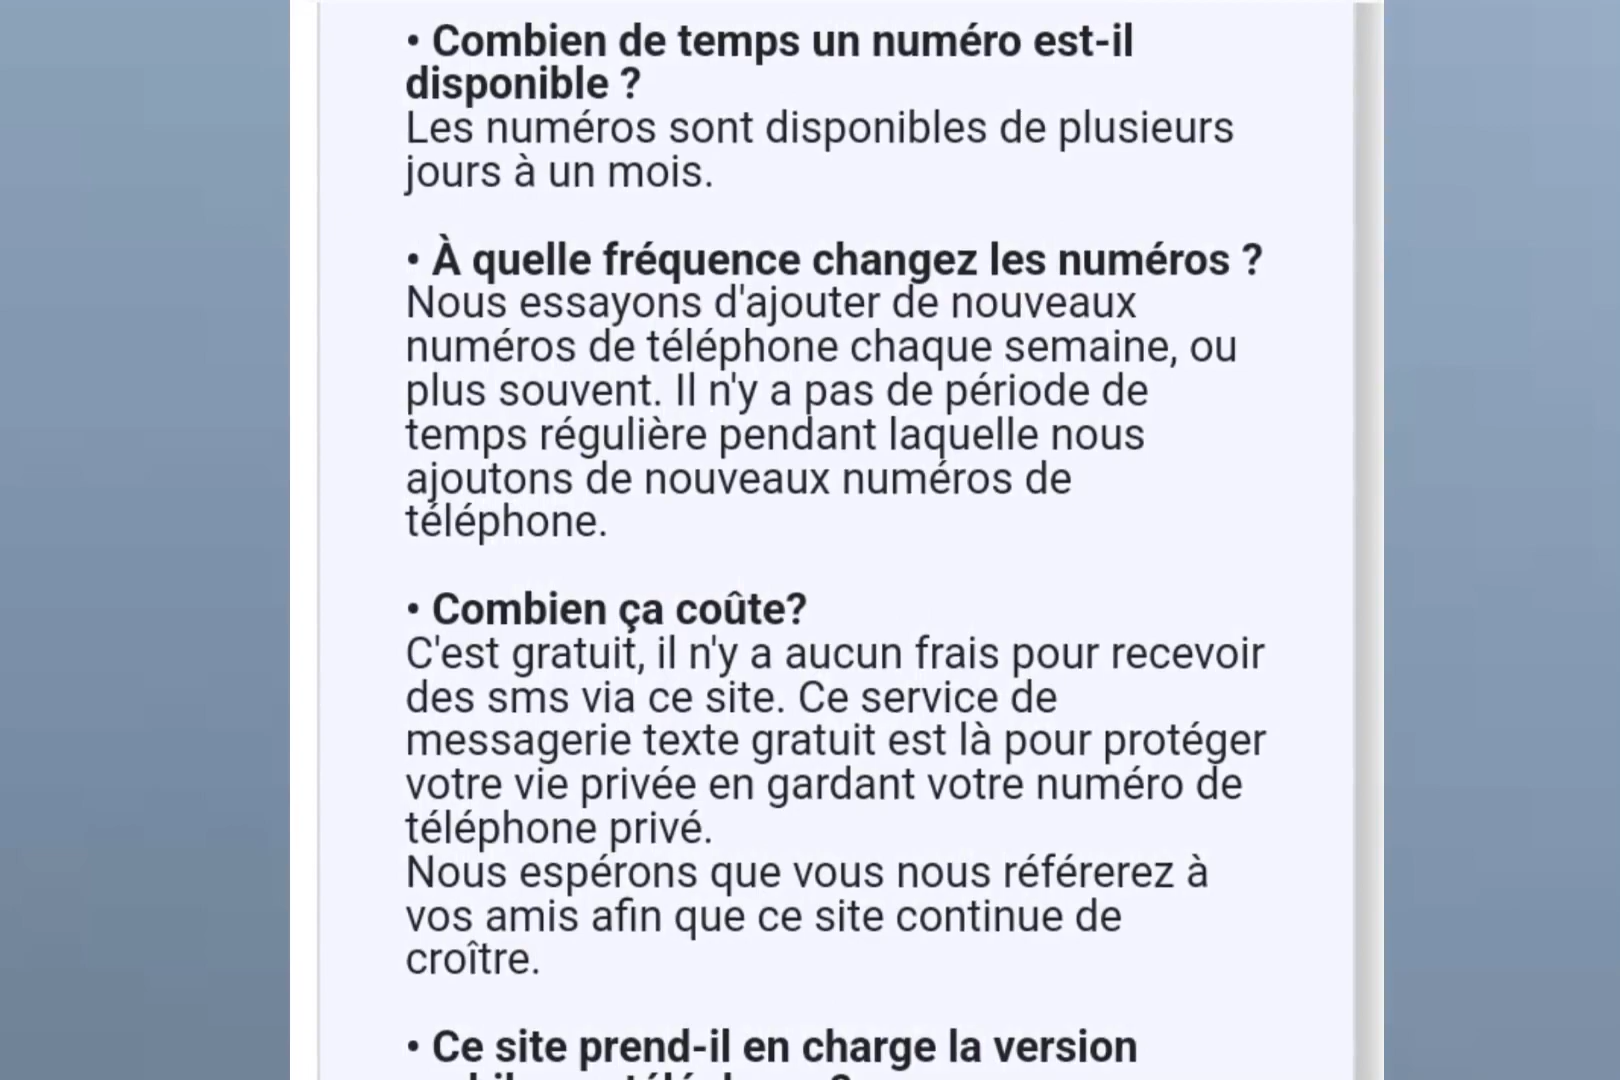 • Combien de temps un numéro est-il
disponible ?
Les numéros sont disponibles de plusieurs
jours à un mois.
• À quelle fréquence changez les numéros ?
Nous essayons d'ajouter de nouveaux
numéros de téléphone chaque semaine, ou
plus souvent. Il n'y a pas de période de
temps régulière pendant laquelle nous
ajoutons de nouveaux numéros de
téléphone.
• Combien ça coûte?
C'est gratuit, il n'y a aucun frais pour recevoir
des sms via ce site. Ce service de
messagerie texte gratuit est là pour protéger
votre vie privée en gardant votre numéro de
téléphone privé.
Nous espérons que vous nous référerez à
vos amis afin que ce site continue de
croître.
• Ce site prend-il en charge la version